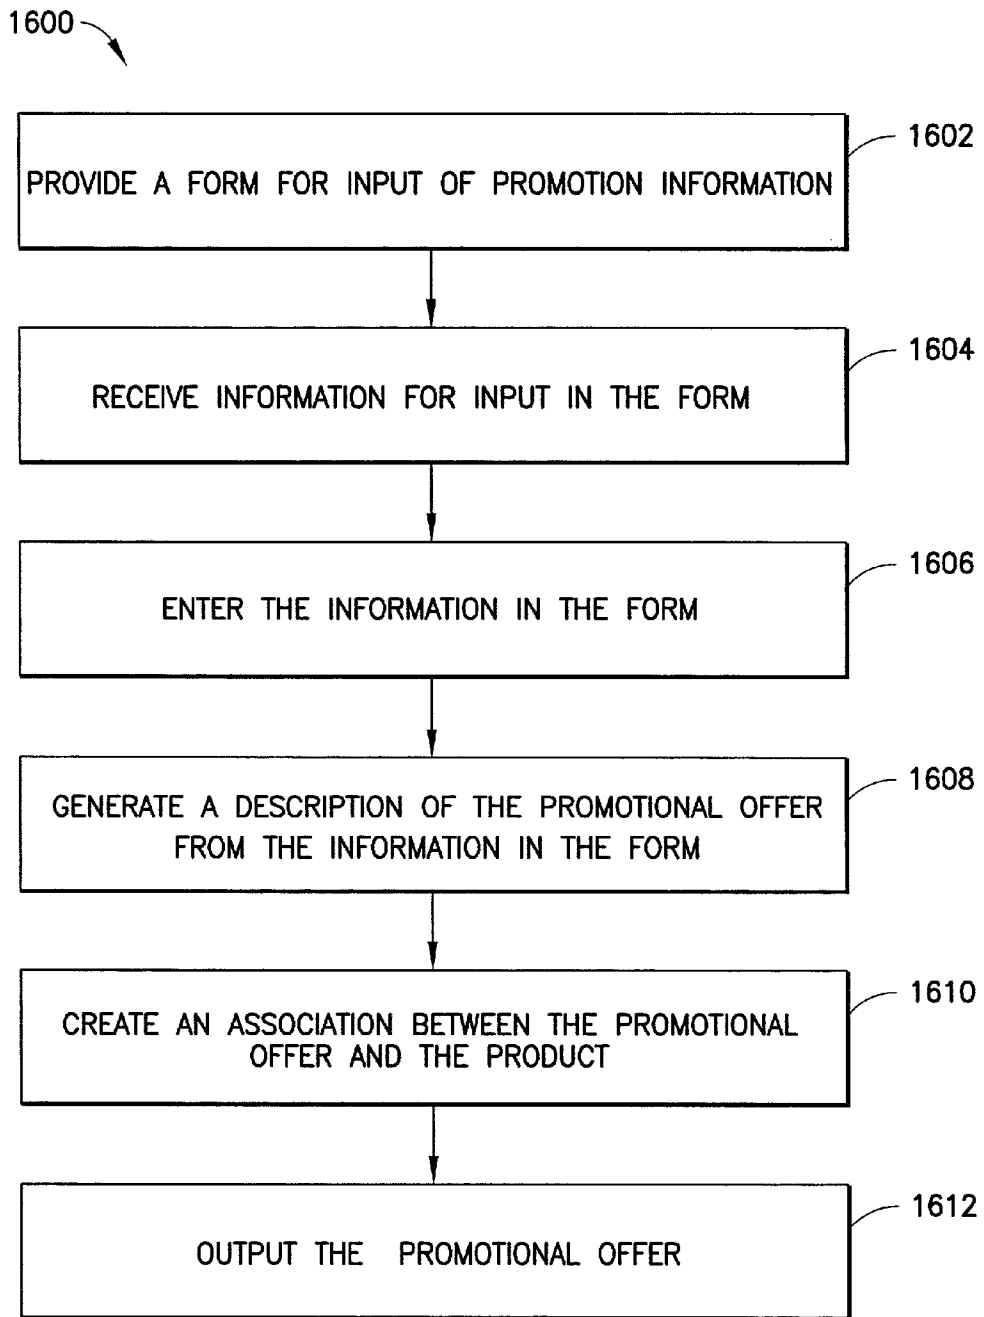 1600
1602
PROVIDE A FORM FOR INPUT OF PROMOTION INFORMATION
1604
RECEIVE INFORMATION FOR INPUT IN THE FORM
1606
ENTER THE INFORMATION IN THE FORM
1608
GENERATE A DESCRIPTION OF THE PROMOTIONAL OFFER
FROM THE INFORMATION IN THE FORM
1610
CREATE AN ASSOCIATION BETWEEN THE PROMOTIONAL
OFFER AND THE PRODUCT
1612
OUTPUT THE PROMOTIONAL OFFER